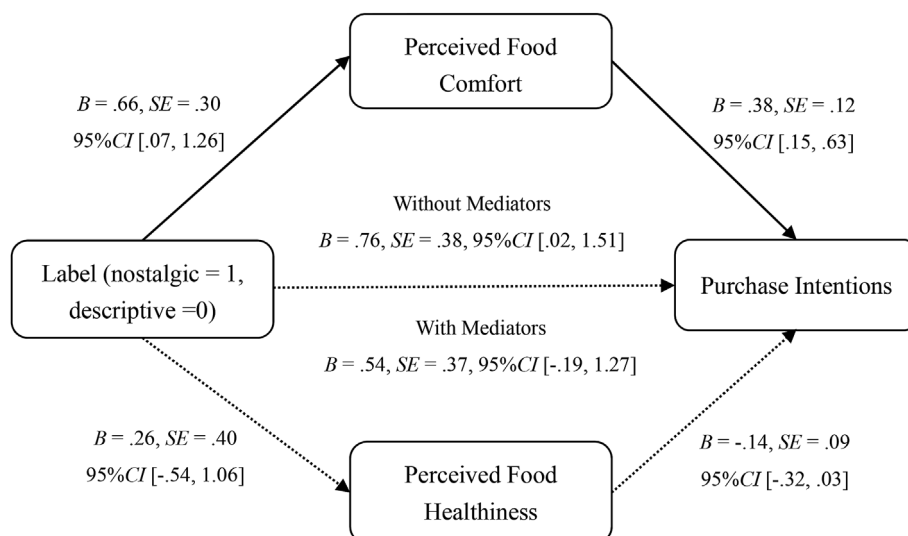 Perceived Food
Comfort
B = .66, SE = .30
95%CI [.07, 1.26]
B = .38, SE = .12
95%CI [.15, .63]
Without Mediators
B = .76, SE = .38, 95%CI [.02, 1.51]
Label (nostalgic = 1,
descriptive =0)
Purchase Intentions
With Mediators
B = .54, SE = .37, 95%CI [-.19, 1.27]
B = .26, SE = .40
95%CI [-.54, 1.06]
B = -.14, SE = .09
95%CI [-.32, .03]
Perceived Food
Healthiness